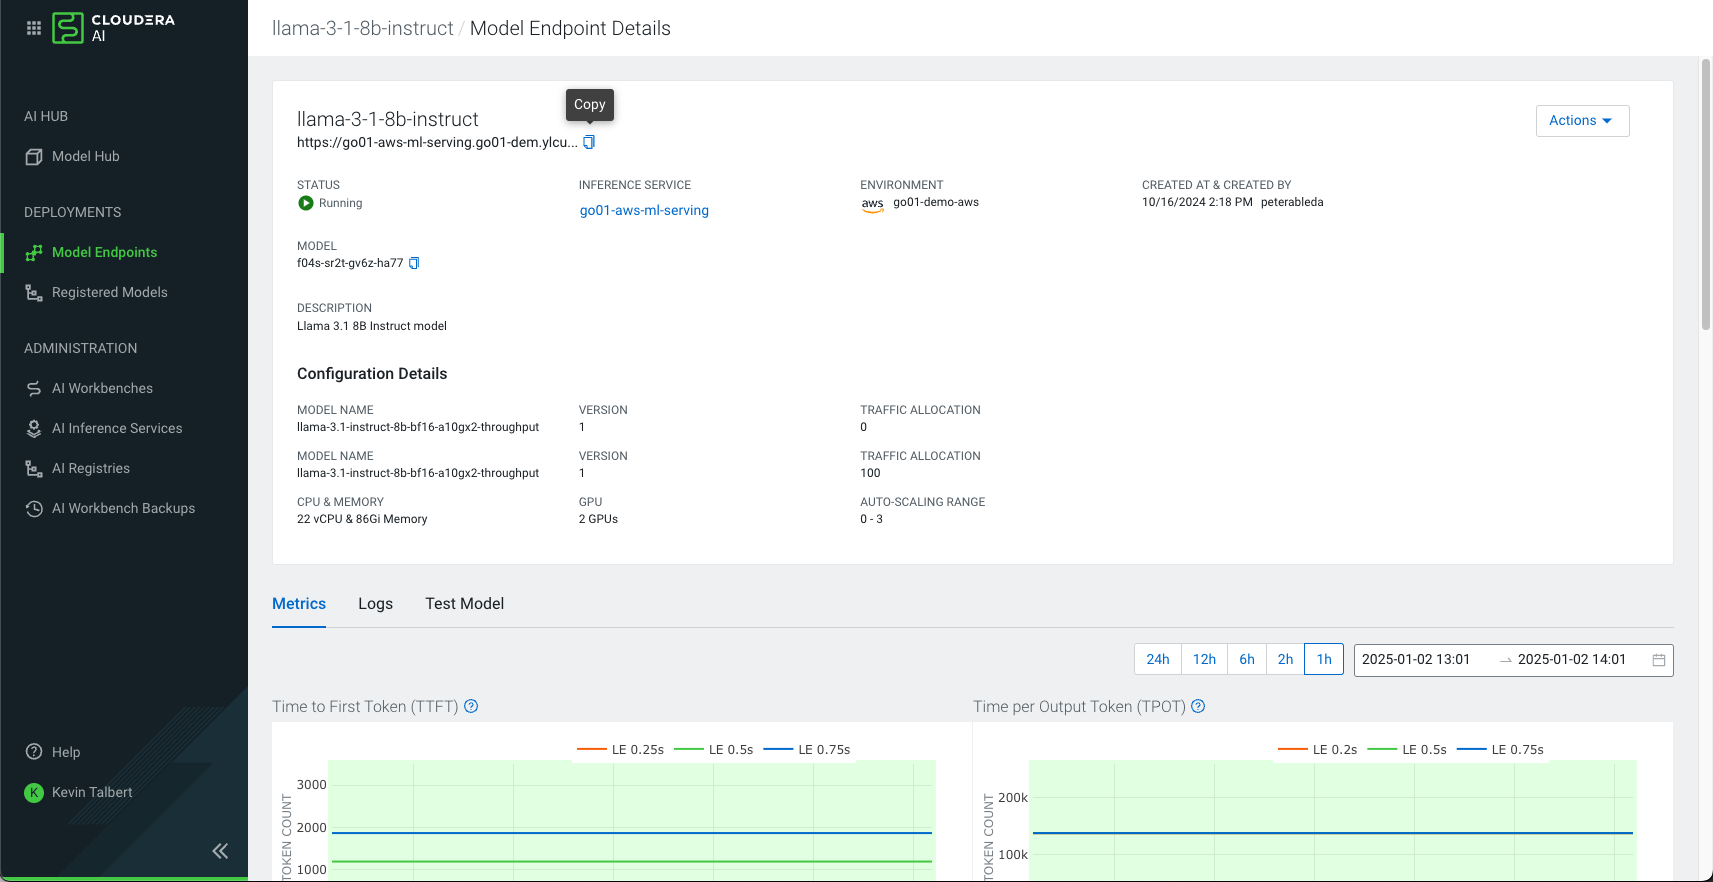 CLOUDERA
AI
AI HUB
Model Hub
DEPLOYMENTS
Model Endpoints
Registered Models
ADMINISTRATION
AI Workbenches
AI Inference Services
AI Registries
AI Workbench Backups
Help
K Kevin Talbert
llama-3-1-8b-instruct / Model Endpoint Details
Copy
llama-3-1-8b-instruct
https://go01-aws-ml-serving.go01-dem.ylcu...
Actions
STATUS INFERENCE SERVICE ENVIRONMENT CREATED AT & CREATED BY
Running go01-aws-ml-serving aws go01-demo-aws 10/16/2024 2:18 PM peterableda
MODEL
f04s-sr2t-gv6z-ha77
DESCRIPTION
Llama 3.1 8B Instruct model
Configuration Details
MODEL NAME VERSION TRAFFIC ALLOCATION
llama-3.1-instruct-8b-bf16-a10gx2-throughput 1 0
MODEL NAME VERSION TRAFFIC ALLOCATION
llama-3.1-instruct-8b-bf16-a10gx2-throughput 1 100
CPU & MEMORY GPU AUTO-SCALING RANGE
22 vCPU & 86Gi Memory 2 GPUs 0 - 3
Metrics Logs Test Model
24h 12h 6h 2h 1h 2025-01-02 13:01 → 2025-01-02 14:01
Time to First Token (TTFT) ?
LE 0.25s LE 0.5s LE 0.75s
3000
2000
1000
TOKEN COUNT
Time per Output Token (TPOT) ?
LE 0.2s LE 0.5s LE 0.75s
200k
100k
TOKEN COUNT